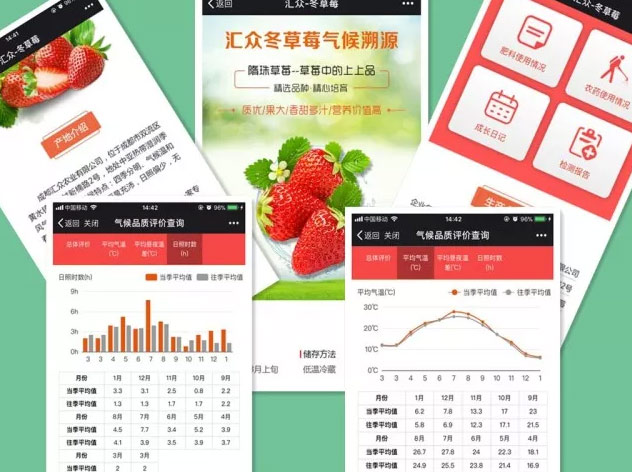 14:41
汇众-冬草莓
产地介绍
成都汇众农业有限公司，位于成都市双流区
返回
汇众-冬草莓
汇众冬草莓气候溯源
隋珠草莓--草莓中的上上品
精选品种·精心培育
质优/果大/香甜多汁/营养价值高
储存方法
低温冷藏
月上旬
汇众-冬草莓
肥料使用情况
农药使用情况
成长日记
检测报告
中国移动
14:42
96%
返回 关闭
气候品质评价查询
总体评价
平均气温(℃)
平均昼夜温差(℃)
日照时数(h)
日照时数(h)
当季平均值
往季平均值
9h
6h
3h
0h
3 3 4 5 6 7 8 9 10 11 12 1
月份 1月 12月 11月 10月 9月
当季平均值 3.3 3.1 2.5 0.8 2.2
往季平均值 1.3 1.3 1.7 1.7 2.2
月份 8月 7月 6月 5月 4月
当季平均值 4.5 7.7 3.4 5.2 3.9
往季平均值 4.1 3.9 3.5 3.9 3.7
月份 3月 3月
当季平均值 2 2
中国移动
14:42
96%
返回 关闭
气候品质评价查询
总体评价
平均气温(℃)
平均昼夜温差(℃)
日照时数(h)
平均气温(℃)
当季平均值
往季平均值
30℃
20℃
10℃
0℃
3 3 4 5 6 7 8 9 10 11 12 1
月份 1月 12月 11月 10月 9月
当季平均值 6.2 7.8 13.3 17 23
往季平均值 5.8 6.9 12.3 17.1 21.5
月份 8月 7月 6月 5月 4月
当季平均值 26.7 27.8 24 22.3 18.1
往季平均值 24.9 25.5 23.8 21.4 16.9